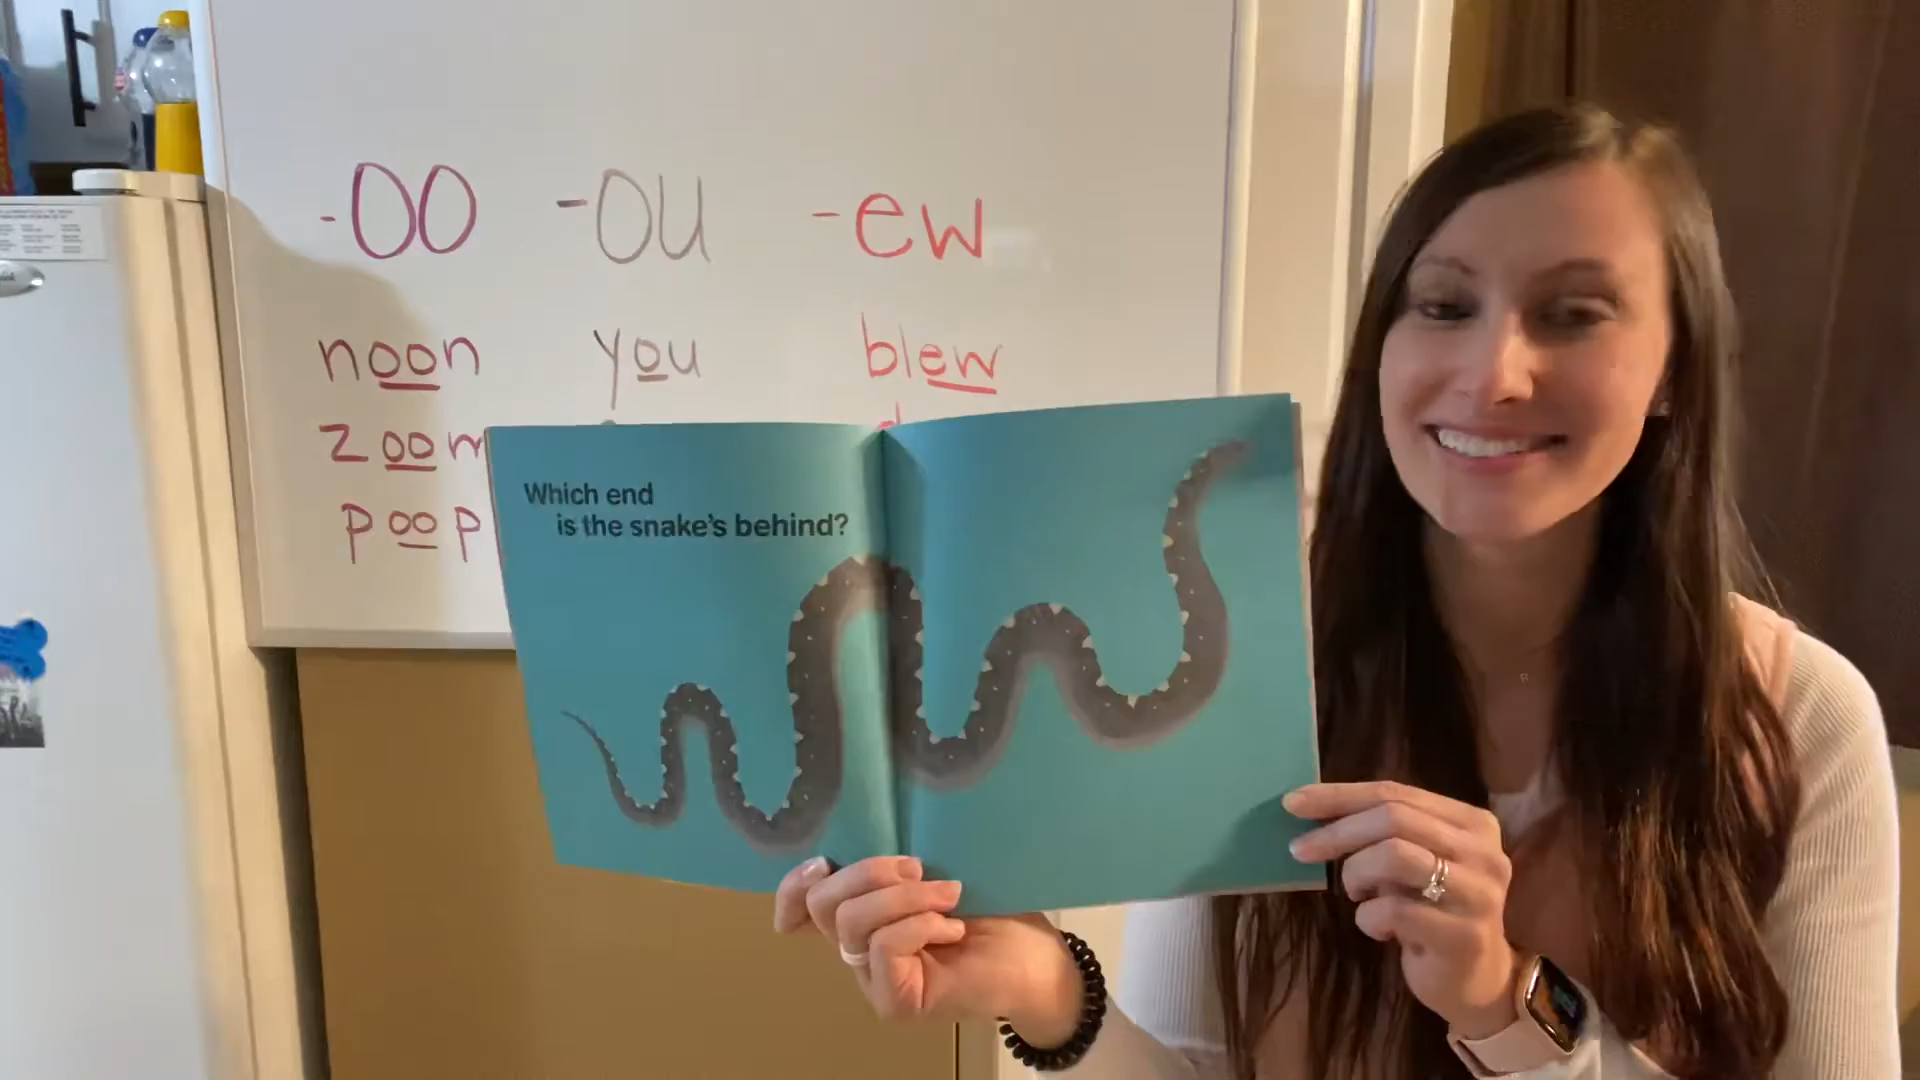 -oo -ou -ew
noon you blew
zoom
poop
Which end
is the snake's behind?